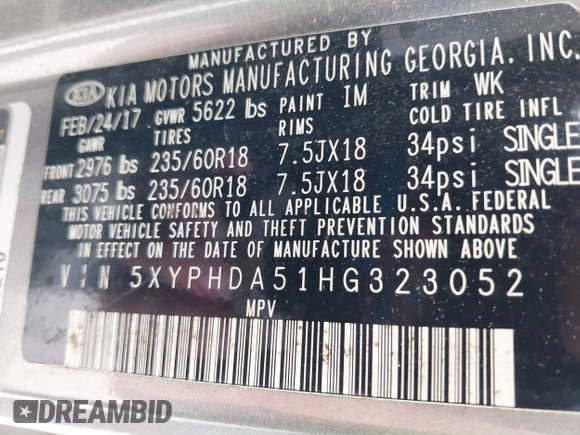 MANUFACTURED BY
KIA KIA MOTORS MANUFACTURING GEORGIA, INC.
FEB/24/17 GVWR 5622 lbs PAINT IM TRIM WK
GAWR TIRES RIMS COLD TIRE INFL
FRONT 2976 lbs 235/60R18 7.5JX18 34psi SINGLE
REAR 3075 lbs 235/60R18 7.5JX18 34psi SINGLE
THIS VEHICLE CONFORMS TO ALL APPLICABLE U.S.A. FEDERAL
MOTOR VEHICLE SAFETY AND THEFT PREVENTION STANDARDS
IN EFFECT ON THE DATE OF MANUFACTURE SHOWN ABOVE.
VIN 5XYPHDA51HG323052
MPV
DREAMBID